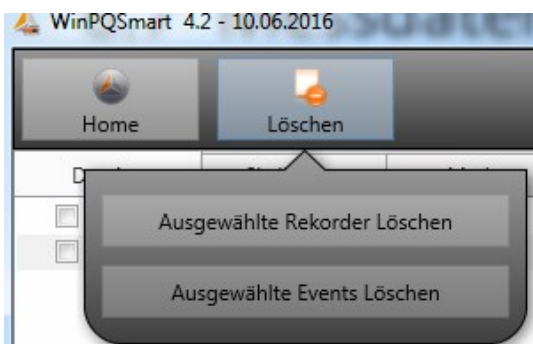 WinPQSmart 4.2 - 10.06.2016
Home
Löschen
Ausgewählte Rekorder Löschen
Ausgewählte Events Löschen